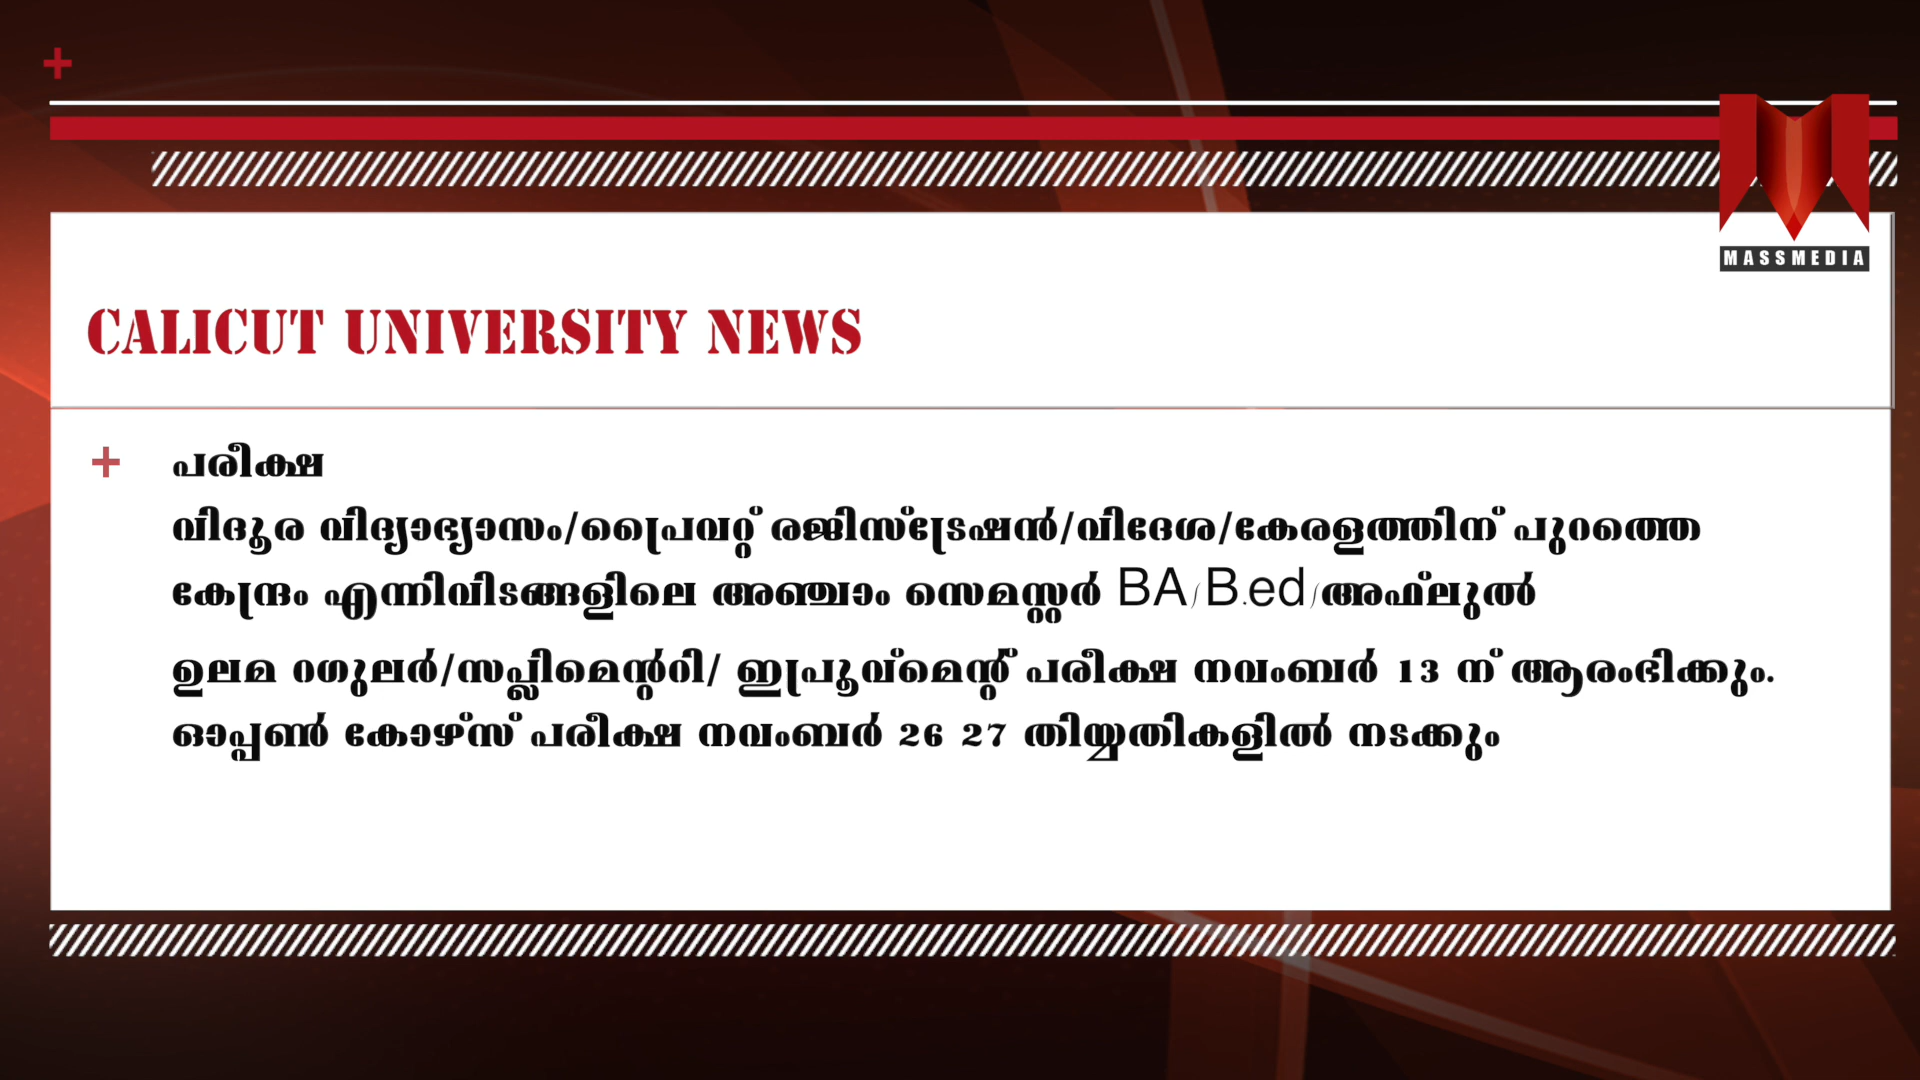 MASSMEDIA
CALICUT UNIVERSITY NEWS
പരീക്ഷ
വിദൂര വിദ്യാഭ്യാസം/പ്രൈവറ്റ് രജിസ്ട്രേഷൻ/വിദേശ/കേരളത്തിന് പുറത്തെ
കേന്ദ്രം എന്നിവിടങ്ങളിലെ അഞ്ചാം സെമസ്റ്റർ BA/B.ed/അഫ്ലുൽ
ഉലമ റഗുലർ/സപ്ലിമെന്ററി/ ഇപ്രൂവ്മെന്റ് പരീക്ഷ നവംബർ 13 ന് ആരംഭിക്കും.
ഓപ്പൺ കോഴ്സ് പരീക്ഷ നവംബർ 26 27 തിയ്യതികളിൽ നടക്കും